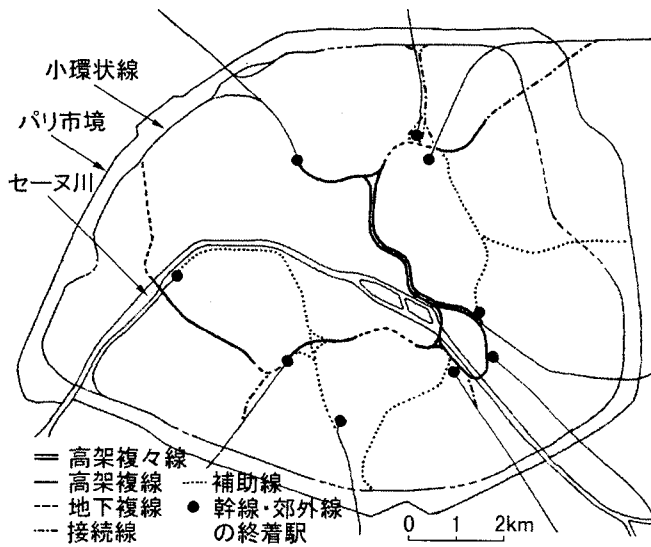 小環状線
パリ市境
セーヌ川
高架複々線
高架複線
地下複線
接続線
補助線
幹線・郊外線
の終着駅
0 1 2km